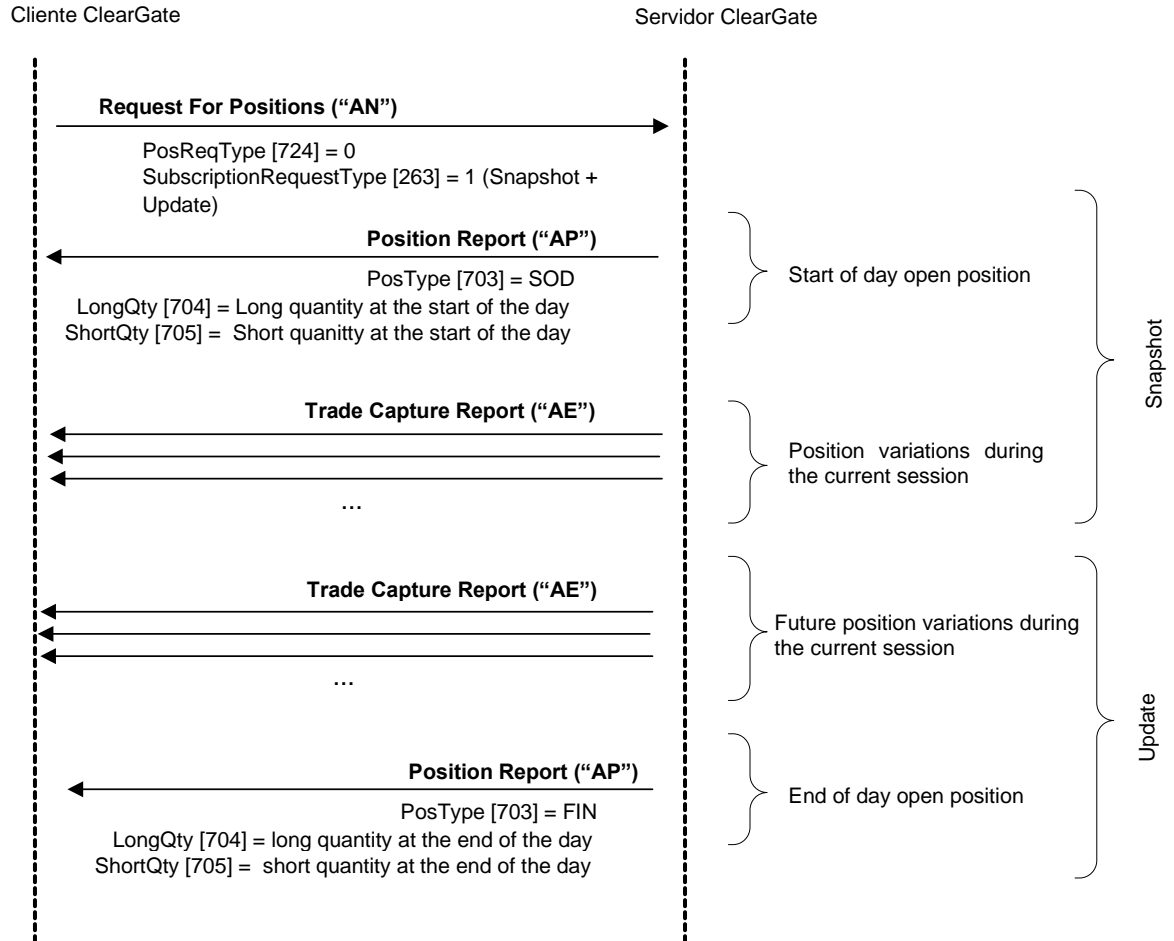 Cliente ClearGate
Servidor ClearGate
Request For Positions (“AN”)
PosReqType [724] = 0
SubscriptionRequestType [263] = 1 (Snapshot +
Update)
Position Report (“AP”)
PosType [703] = SOD
LongQty [704] = Long quantity at the start of the day
ShortQty [705] = Short quanitty at the start of the day
Start of day open position
Trade Capture Report (“AE”)
…
Position variations during
the current session
Snapshot
Trade Capture Report (“AE”)
…
Future position variations during
the current session
Position Report (“AP”)
PosType [703] = FIN
LongQty [704] = long quantity at the end of the day
ShortQty [705] = short quantity at the end of the day
End of day open position
Update